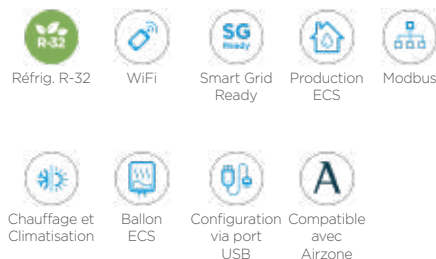 R-32
SG
Ready
Réfrig. R-32
WiFi
Smart Grid
Ready
Production
ECS
Modbus
A
Chauffage et
Climatisation
Ballon
ECS
Configuration
via port
USB
Compatible
avec
Airzone